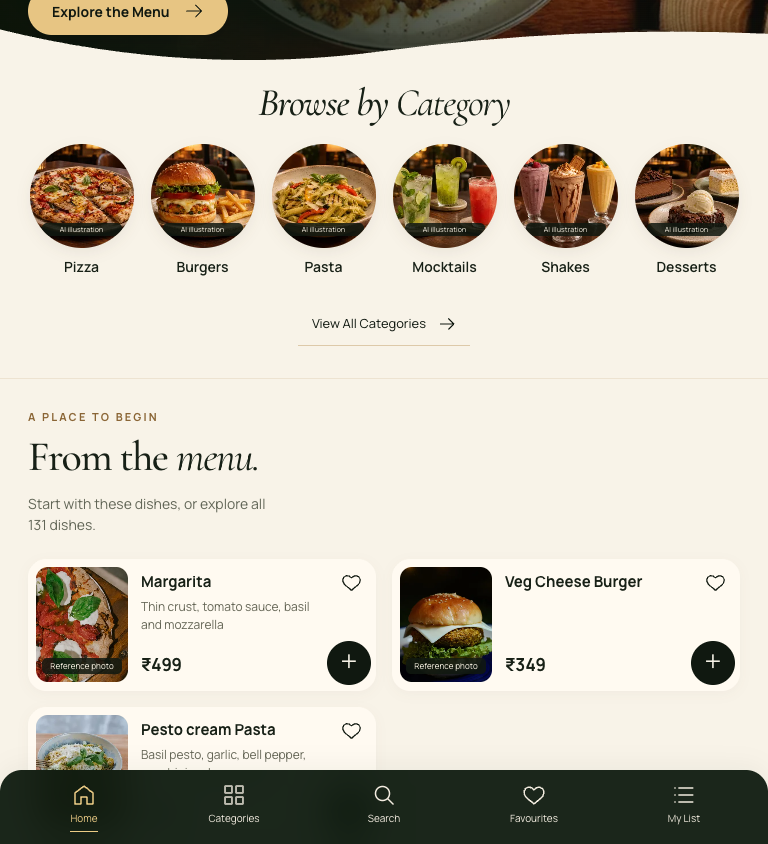 Explore the Menu
Browse by Category
AI illustration
AI illustration
AI illustration
AI illustration
AI illustration
AI illustration
Pizza
Burgers
Pasta
Mocktails
Shakes
Desserts
View All Categories
A PLACE TO BEGIN
From the menu.
Start with these dishes, or explore all
131 dishes.
Margarita
Thin crust, tomato sauce, basil
and mozzarella
Reference photo
₹499
Veg Cheese Burger
Reference photo
₹349
Pesto cream Pasta
Basil pesto, garlic, bell pepper,
Home
Categories
Search
Favourites
My List